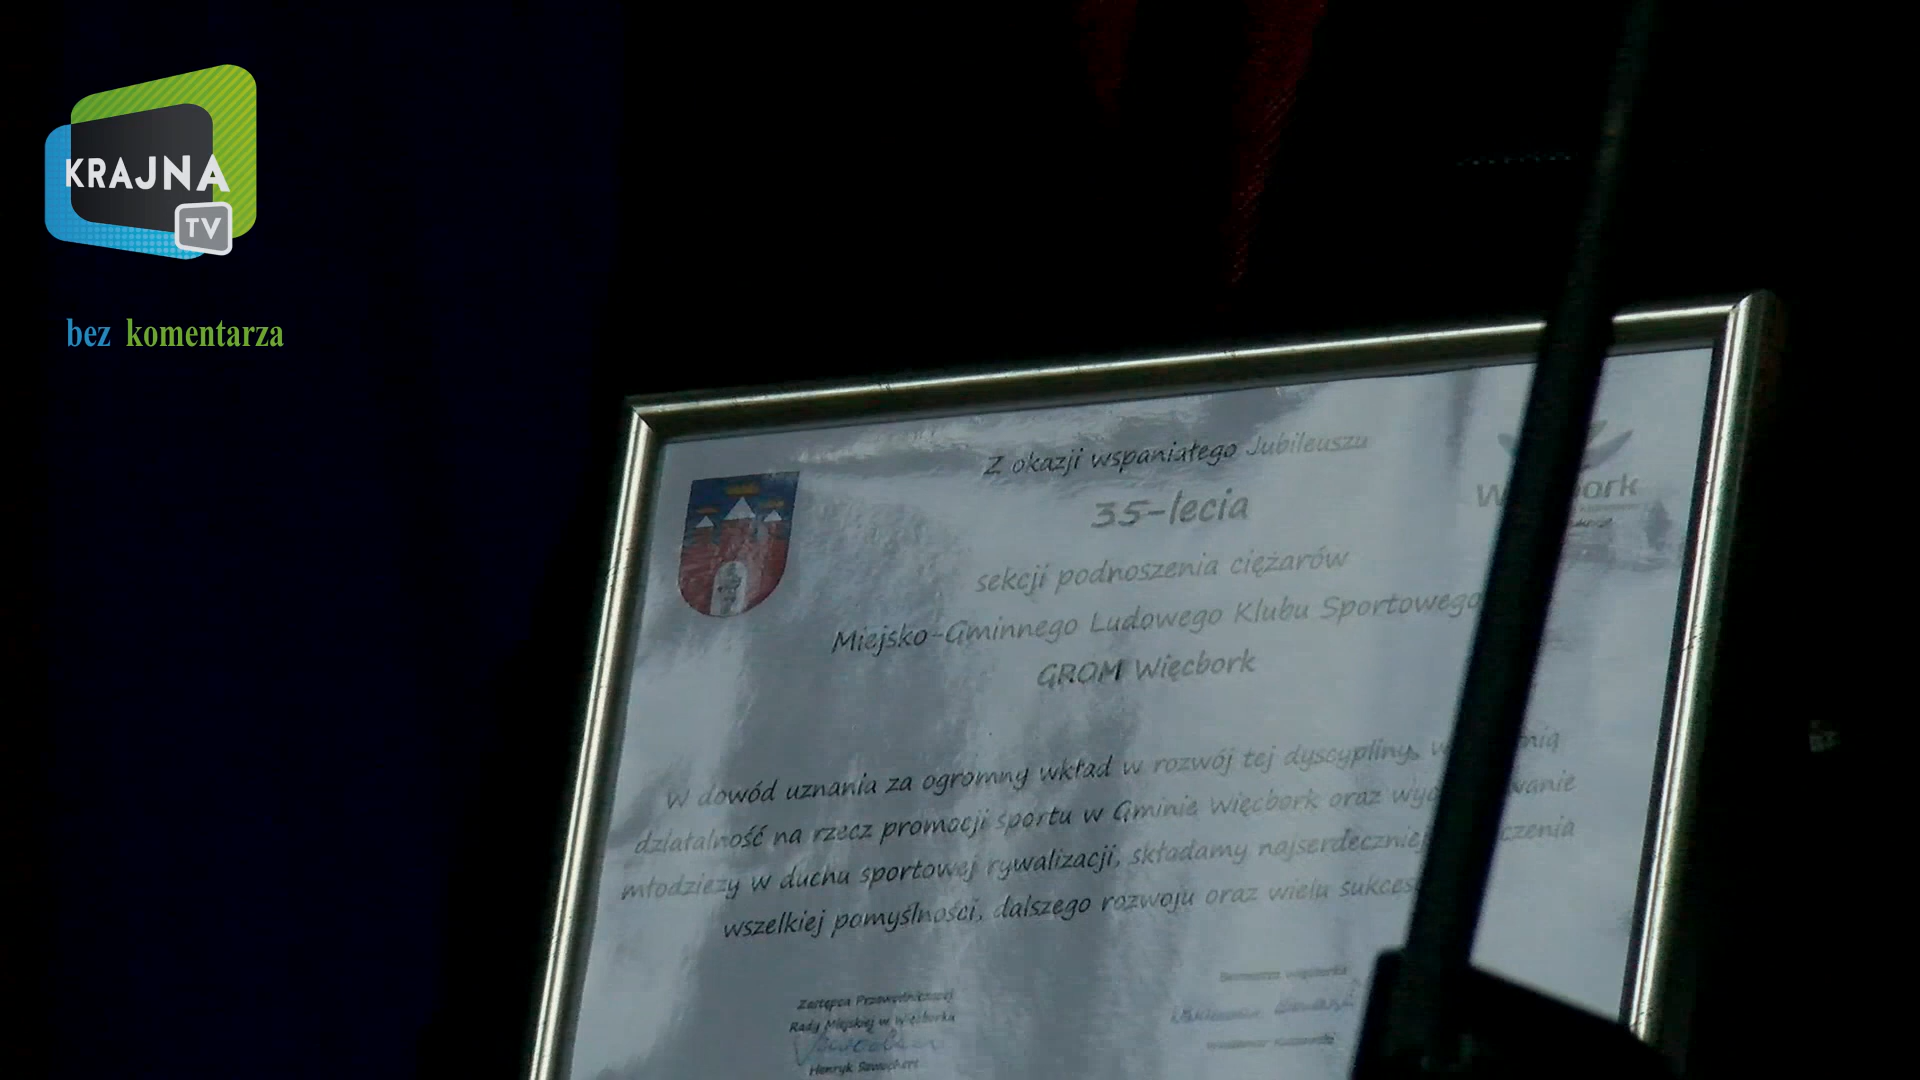 KRAJNA
TV
bez komentarza
Z okazji wspaniałego Jubileuszu
35-lecia
sekcji podnoszenia ciężarów
Miejsko-Gminnego Ludowego Klubu Sportowego
GROM Więcbork
W dowód uznania za ogromny wkład w rozwój tej dyscypliny,
działalność na rzecz promocji sportu w Gminie Więcbork oraz
młodzieży w duchu sportowej rywalizacji, składamy najserdeczniej
wszelkiej pomyślności, dalszego rozwoju oraz wielu
Zastępca Przewodniczącej
Rady Miejskiej w Więcborku
Henryk